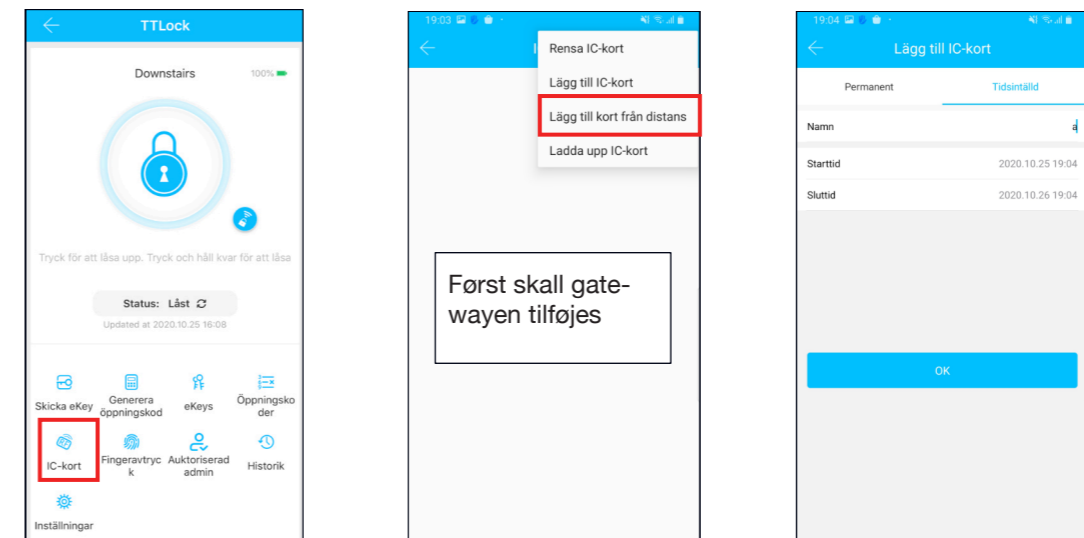 TTLock
Downstairs
100%
Tryck för att låsa upp. Tryck och håll kvar för att låsa
Status: Låst
Updated at 2020.10.25 16:08
Skicka eKey
Generera
öppningskod
eKeys
Öppningsko
der
IC-kort
Fingeravtryc
k
Auktoriserad
admin
Historik
Inställningar
19:03
I
Rensa IC-kort
Lägg till IC-kort
Lägg till kort från distans
Ladda upp IC-kort
Først skall gate-
wayen tilføjes
19:04
Lägg till IC-kort
Permanent
Tidsintälld
Namn
a
Starttid
2020.10.25 19:04
Sluttid
2020.10.26 19:04
OK